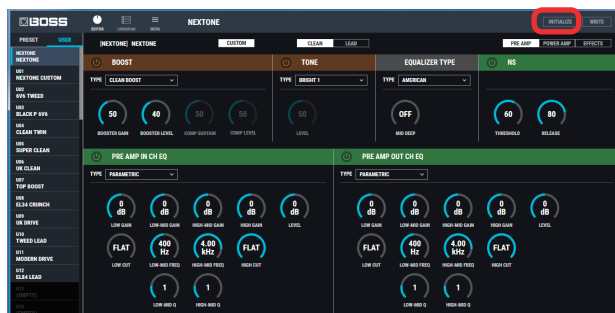 BOSS
EDITOR LIBRARIAN MENU
NEXTONE
INITIALIZE WRITE
PRESET USER
[NEXTONE] NEXTONE
CUSTOM
CLEAN LEAD
PRE AMP POWER AMP EFFECTS
NEXTONE
NEXTONE
U01
NEXTONE CUSTOM
U02
6V6 TWEED
U03
BLACK P 6V6
U04
CLEAN TWIN
U05
SUPER CLEAN
U06
UK CLEAN
U07
TOP BOOST
U08
EL34 CRUNCH
U09
UK DRIVE
U10
TWEED LEAD
U11
MODERN DRIVE
U12
EL84 LEAD
U13
(EMPTY)
U14
(EMPTY)
BOOST
TYPE CLEAN BOOST
50 40 50 50
BOOSTER GAIN BOOSTER LEVEL COMP SUSTAIN COMP LEVEL
TONE
TYPE BRIGHT 1
50
LEVEL
EQUALIZER TYPE
TYPE AMERICAN
OFF
MID DEEP
NS
60 80
THRESHOLD RELEASE
PRE AMP IN CH EQ
TYPE PARAMETRIC
0 dB 0 dB 0 dB 0 dB 0 dB
LOW GAIN LOW-MID GAIN HIGH-MID GAIN HIGH GAIN LEVEL
FLAT 400 Hz 4.00 kHz FLAT
LOW CUT LOW-MID FREQ HIGH-MID FREQ HIGH CUT
1 1
LOW-MID Q HIGH-MID Q
PRE AMP OUT CH EQ
TYPE PARAMETRIC
0 dB 0 dB 0 dB 0 dB 0 dB
LOW GAIN LOW-MID GAIN HIGH-MID GAIN HIGH GAIN LEVEL
FLAT 400 Hz 4.00 kHz FLAT
LOW CUT LOW-MID FREQ HIGH-MID FREQ HIGH CUT
1 1
LOW-MID Q HIGH-MID Q